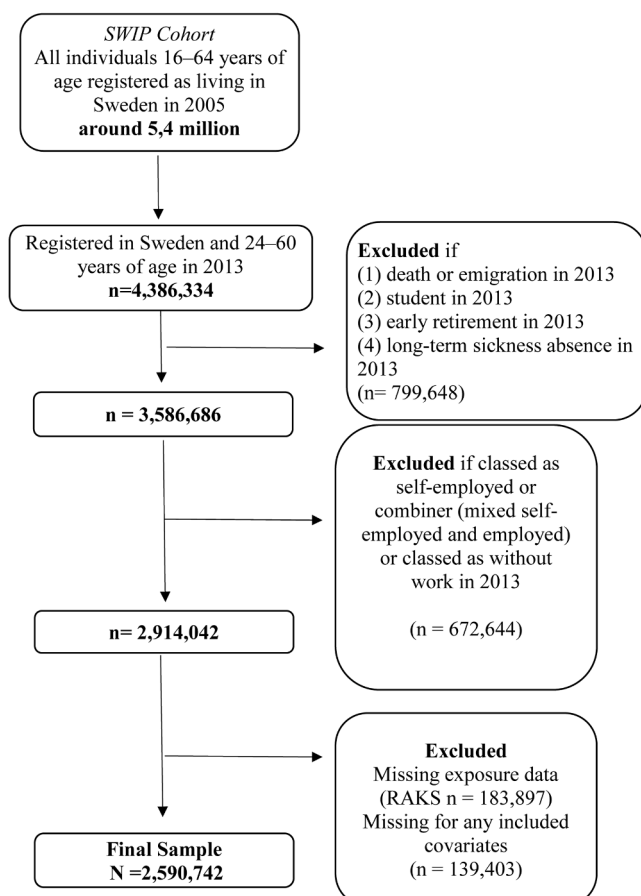 SWIP Cohort
All individuals 16–64 years of
age registered as living in
Sweden in 2005
around 5,4 million
Registered in Sweden and 24–60
years of age in 2013
n=4,386,334
Excluded if
(1) death or emigration in 2013
(2) student in 2013
(3) early retirement in 2013
(4) long-term sickness absence in
2013
(n= 799,648)
n = 3,586,686
Excluded if classed as
self-employed or
combiner (mixed self-
employed and employed)
or classed as without
work in 2013
(n = 672,644)
n= 2,914,042
Excluded
Missing exposure data
(RAKS n = 183,897)
Missing for any included
covariates
(n = 139,403)
Final Sample
N =2,590,742